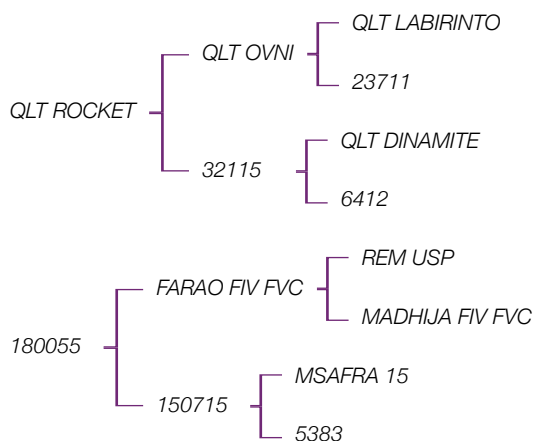 QLT LABIRINTO
QLT OVNI
23711
QLT ROCKET
QLT DINAMITE
32115
6412
REM USP
FARAO FIV FVC
MADHIJA FIV FVC
180055
MSAFRA 15
150715
5383